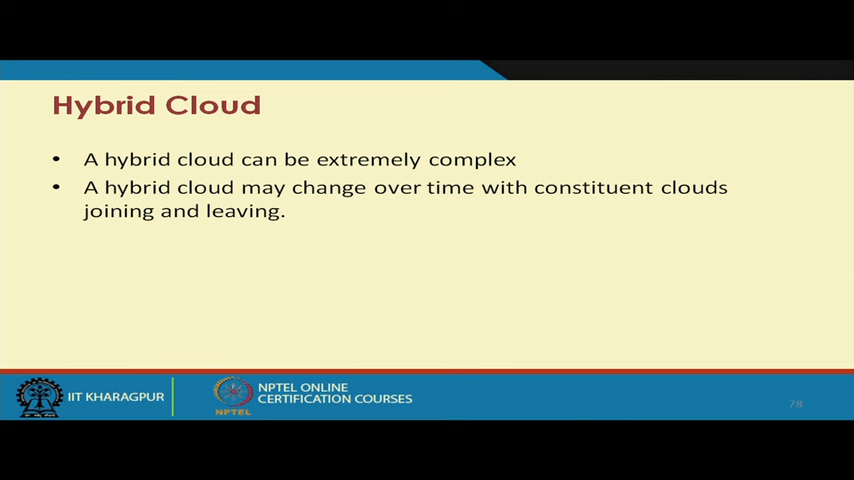 Hybrid Cloud
• A hybrid cloud can be extremely complex
• A hybrid cloud may change over time with constituent clouds
joining and leaving.
IIT KHARAGPUR
NPTEL
NPTEL ONLINE
CERTIFICATION COURSES
78